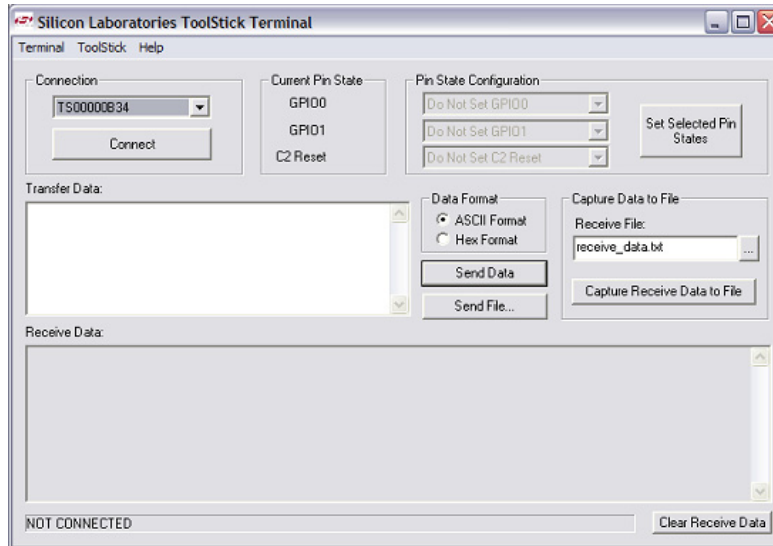 Silicon Laboratories ToolStick Terminal
Terminal ToolStick Help
Connection
TS00000B34
Connect
Current Pin State
GPIO0
GPIO1
C2 Reset
Pin State Configuration
Do Not Set GPIO0
Do Not Set GPIO1
Do Not Set C2 Reset
Set Selected Pin
States
Transfer Data:
Data Format
ASCII Format
Hex Format
Send Data
Send File...
Capture Data to File
Receive File:
receive_data.txt
...
Capture Receive Data to File
Receive Data:
NOT CONNECTED
Clear Receive Data